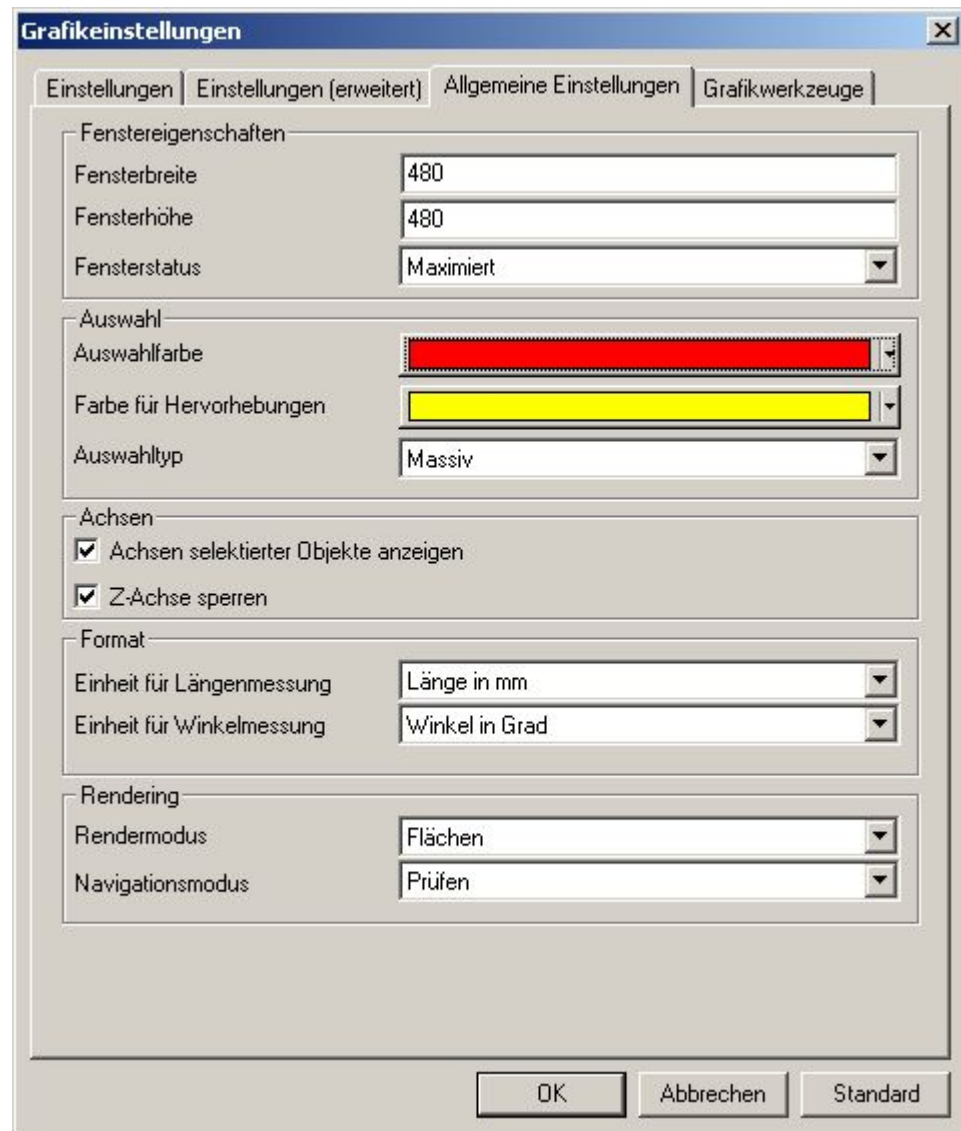 Grafikeinstellungen
Einstellungen Einstellungen (erweitert) Allgemeine Einstellungen Grafikwerkzeuge
Fenstereigenschaften
Fensterbreite 480
Fensterhöhe 480
Fensterstatus Maximiert
Auswahl
Auswahlfarbe
Farbe für Hervorhebungen
Auswahltyp Massiv
Achsen
Achsen selektierter Objekte anzeigen
Z-Achse sperren
Format
Einheit für Längenmessung Länge in mm
Einheit für Winkelmessung Winkel in Grad
Rendering
Rendermodus Flächen
Navigationsmodus Prüfen
OK Abbrechen Standard